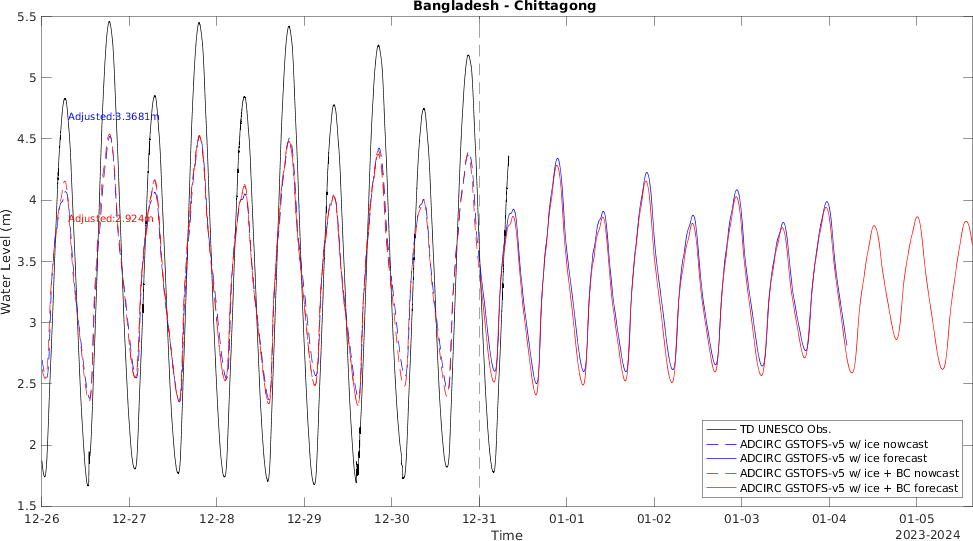 Bangladesh - Chittagong
5.5
5
4.5
4
3.5
3
2.5
2
1.5
Water Level (m)
Adjusted:3.3681m
Adjusted:2.924m
TD UNESCO Obs.
ADCIRC GSTOFS-v5 w/ ice nowcast
ADCIRC GSTOFS-v5 w/ ice forecast
ADCIRC GSTOFS-v5 w/ ice + BC nowcast
ADCIRC GSTOFS-v5 w/ ice + BC forecast
12-26 12-27 12-28 12-29 12-30 12-31 01-01 01-02 01-03 01-04 01-05
Time
2023-2024